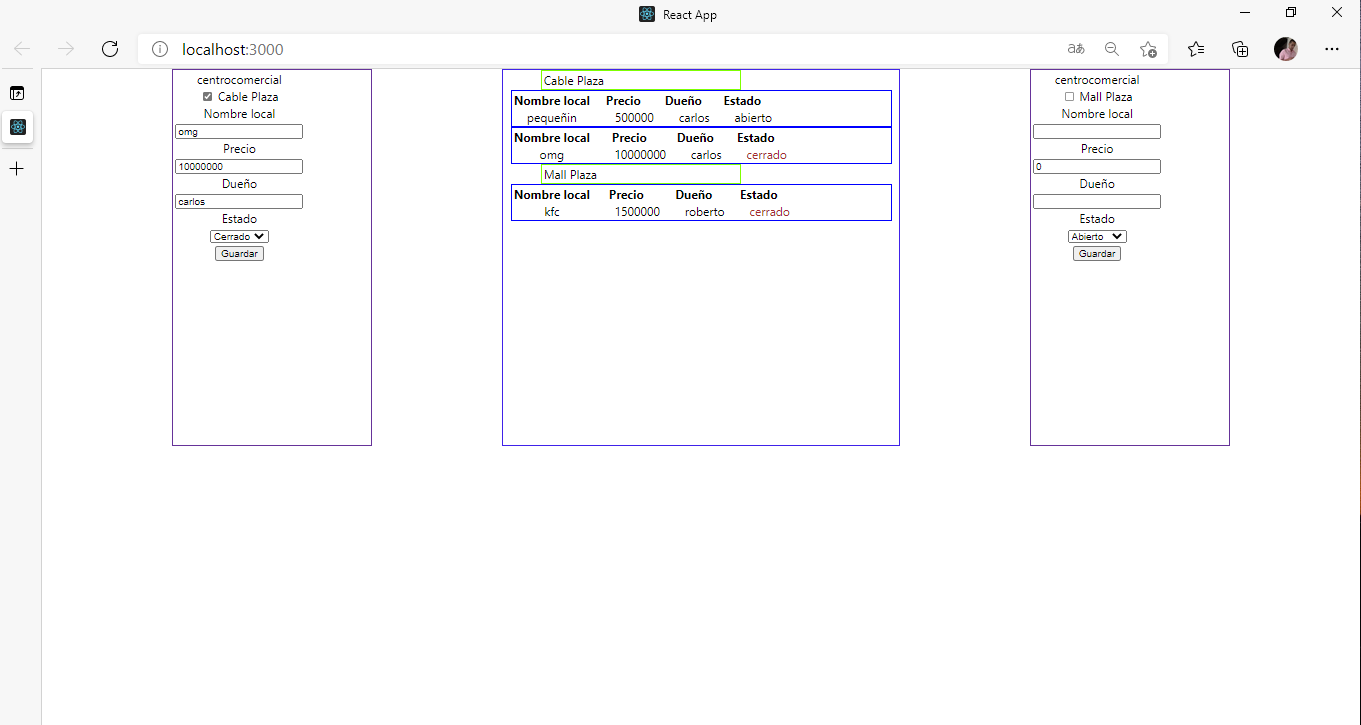 React App
localhost:3000
aあ
centrocomercial
Cable Plaza
Nombre local
omg
Precio
10000000
Dueño
carlos
Estado
Cerrado
Guardar
Cable Plaza
Nombre local Precio Dueño Estado
pequeñin 500000 carlos abierto
Nombre local Precio Dueño Estado
omg 10000000 carlos cerrado
Mall Plaza
Nombre local Precio Dueño Estado
kfc 1500000 roberto cerrado
centrocomercial
Mall Plaza
Nombre local
Precio
0
Dueño
Estado
Abierto
Guardar